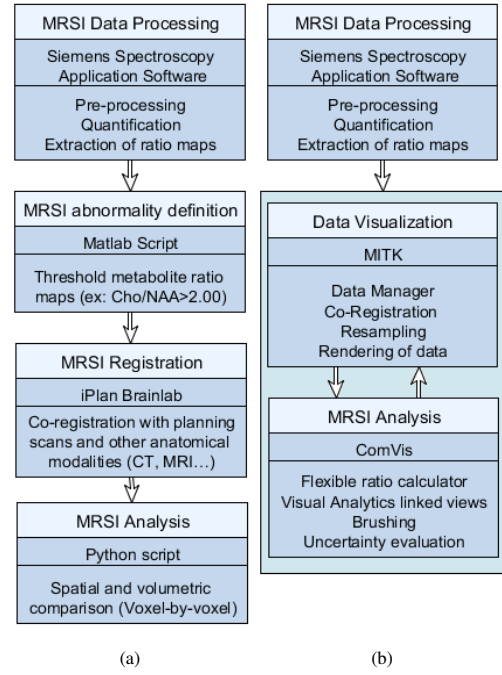 MRSI Data Processing
Siemens Spectroscopy
Application Software
Pre-processing
Quantification
Extraction of ratio maps
MRSI abnormality definition
Matlab Script
Threshold metabolite ratio
maps (ex: Cho/NAA>2.00)
MRSI Registration
iPlan Brainlab
Co-registration with planning
scans and other anatomical
modalities (CT, MRI...)
MRSI Analysis
Python script
Spatial and volumetric
comparison (Voxel-by-voxel)
(a)
MRSI Data Processing
Siemens Spectroscopy
Application Software
Pre-processing
Quantification
Extraction of ratio maps
Data Visualization
MITK
Data Manager
Co-Registration
Resampling
Rendering of data
MRSI Analysis
ComVis
Flexible ratio calculator
Visual Analytics linked views
Brushing
Uncertainty evaluation
(b)